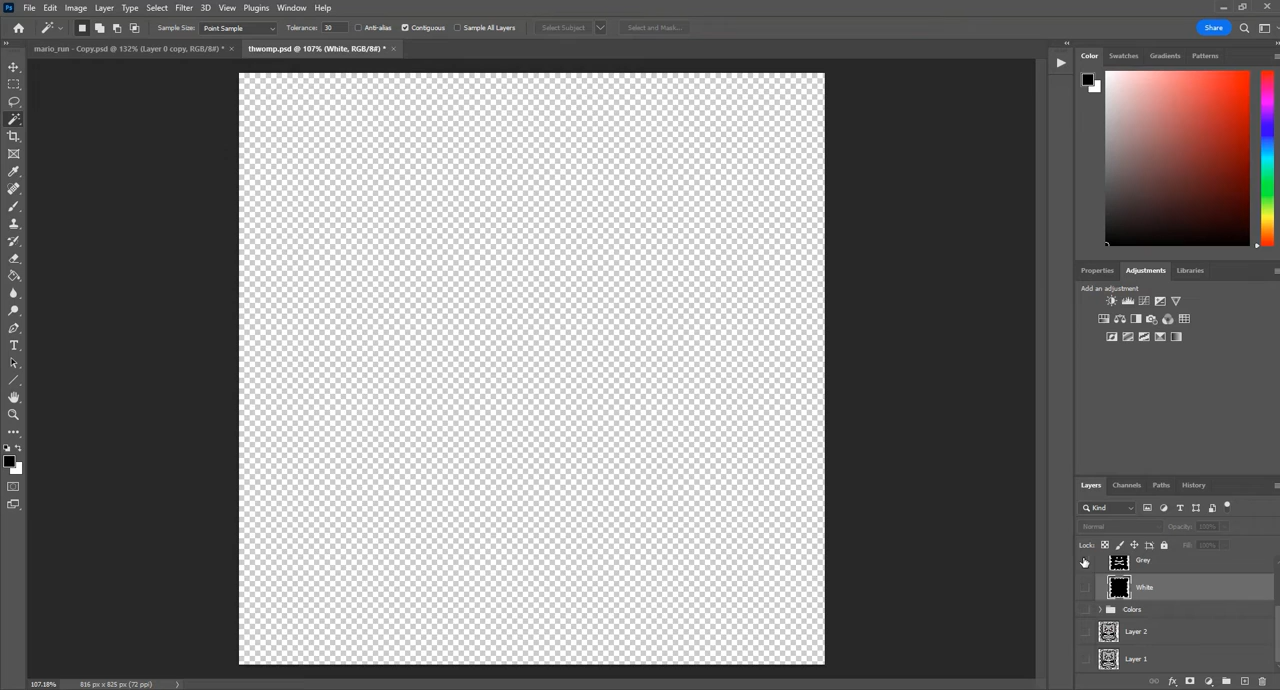 Ps File Edit Image Layer Type Select Filter 3D View Plugins Window Help
Sample Size: Point Sample Tolerance: 30 Anti-alias Contiguous Sample All Layers Select Subject Select and Mask... Share
mario_run - Copy.psd @ 132% (Layer 0 copy, RGB/8#) * × thwomp.psd @ 107% (White, RGB/8#) * ×
Color Swatches Gradients Patterns
Properties Adjustments Libraries
Add an adjustment
Layers Channels Paths History
Kind
Normal Opacity: 100%
Lock: Fill: 100%
Grey
White
Colors
Layer 2
Layer 1
fx
107.18% 816 px x 825 px (72 ppi)